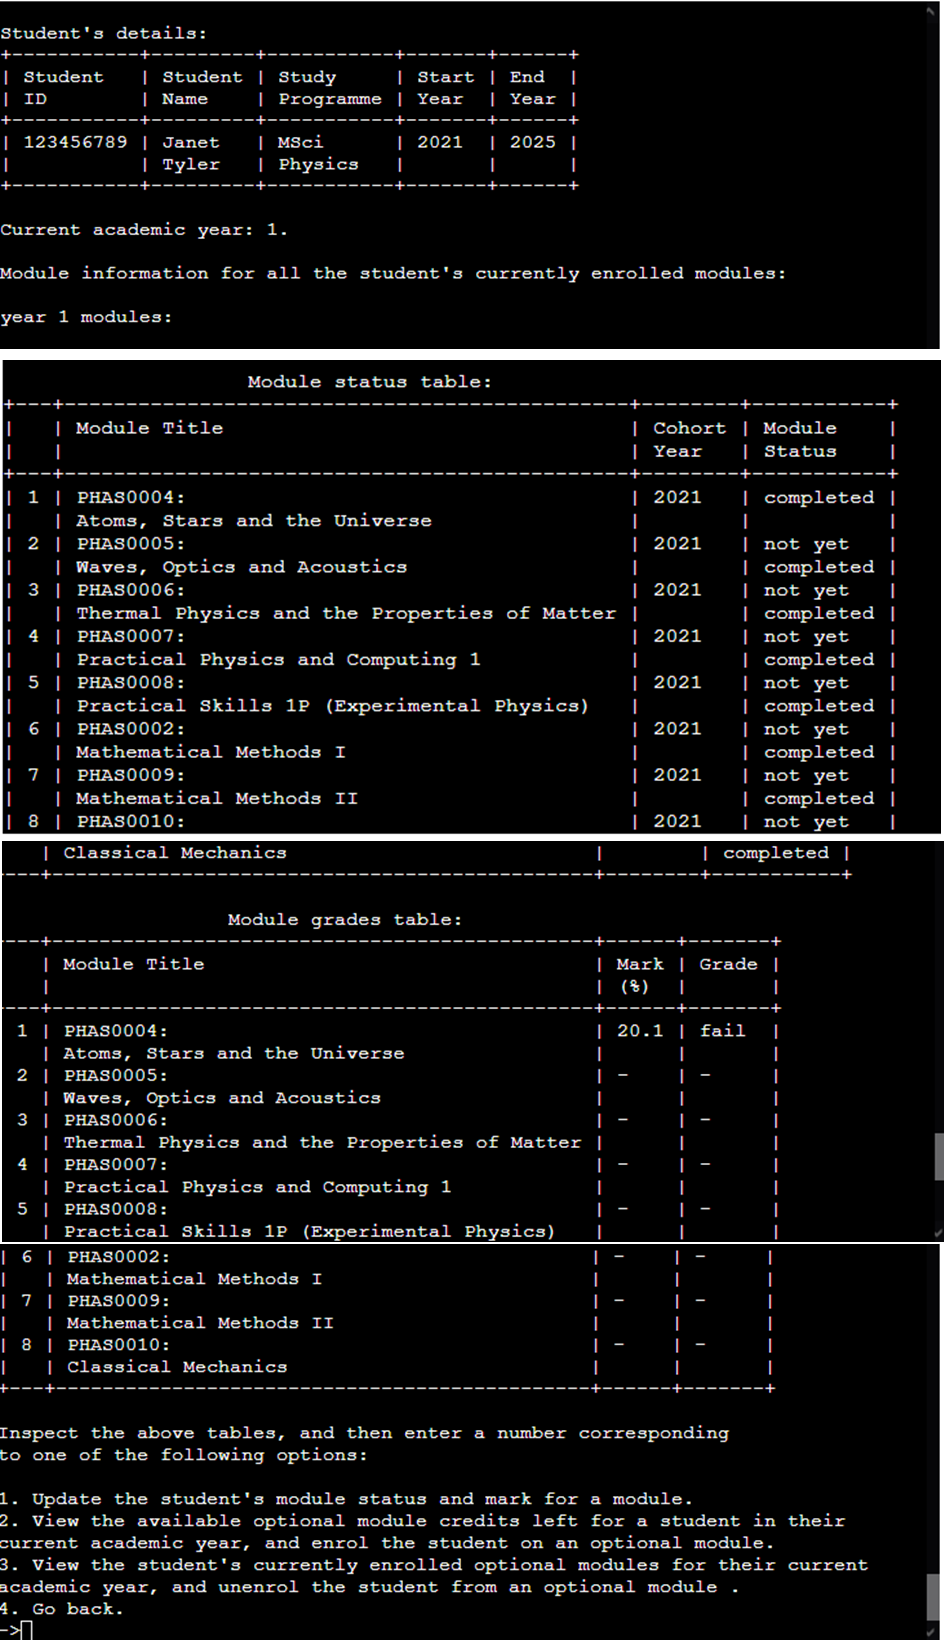 Student's details:
+-----------+---------+-----------+-------+------+
| Student | Student | Study | Start | End |
| ID | Name | Programme | Year | Year |
+-----------+---------+-----------+-------+------+
| 123456789 | Janet | MSci | 2021 | 2025 |
| | Tyler | Physics | | |
+-----------+---------+-----------+-------+------+
Current academic year: 1.
Module information for all the student's currently enrolled modules:
year 1 modules:
Module status table:
+---+-----------------------------------------------+--------+-----------+
| | Module Title | Cohort | Module |
| | | Year | Status |
+---+-----------------------------------------------+--------+-----------+
| 1 | PHAS0004: | 2021 | completed |
| | Atoms, Stars and the Universe | | |
| 2 | PHAS0005: | 2021 | not yet |
| | Waves, Optics and Acoustics | | completed |
| 3 | PHAS0006: | 2021 | not yet |
| | Thermal Physics and the Properties of Matter | | completed |
| 4 | PHAS0007: | 2021 | not yet |
| | Practical Physics and Computing 1 | | completed |
| 5 | PHAS0008: | 2021 | not yet |
| | Practical Skills 1P (Experimental Physics) | | completed |
| 6 | PHAS0002: | 2021 | not yet |
| | Mathematical Methods I | | completed |
| 7 | PHAS0009: | 2021 | not yet |
| | Mathematical Methods II | | completed |
| 8 | PHAS0010: | 2021 | not yet |
| Classical Mechanics | | completed |
----+-----------------------------------------------+--------+-----------+
Module grades table:
----+-----------------------------------------------+------+-------+
| Module Title | Mark | Grade |
| | (%) | |
----+-----------------------------------------------+------+-------+
1 | PHAS0004: | 20.1 | fail |
| Atoms, Stars and the Universe | | |
2 | PHAS0005: | - | - |
| Waves, Optics and Acoustics | | |
3 | PHAS0006: | - | - |
| Thermal Physics and the Properties of Matter | | |
4 | PHAS0007: | - | - |
| Practical Physics and Computing 1 | | |
5 | PHAS0008: | - | - |
| Practical Skills 1P (Experimental Physics) | | |
| 6 | PHAS0002: | - | - |
| | Mathematical Methods I | | |
| 7 | PHAS0009: | - | - |
| | Mathematical Methods II | | |
| 8 | PHAS0010: | - | - |
| | Classical Mechanics | | |
+---+-----------------------------------------------+------+-------+
Inspect the above tables, and then enter a number corresponding
to one of the following options:
1. Update the student's module status and mark for a module.
2. View the available optional module credits left for a student in their
current academic year, and enrol the student on an optional module.
3. View the student's currently enrolled optional modules for their current
academic year, and unenrol the student from an optional module .
4. Go back.
->